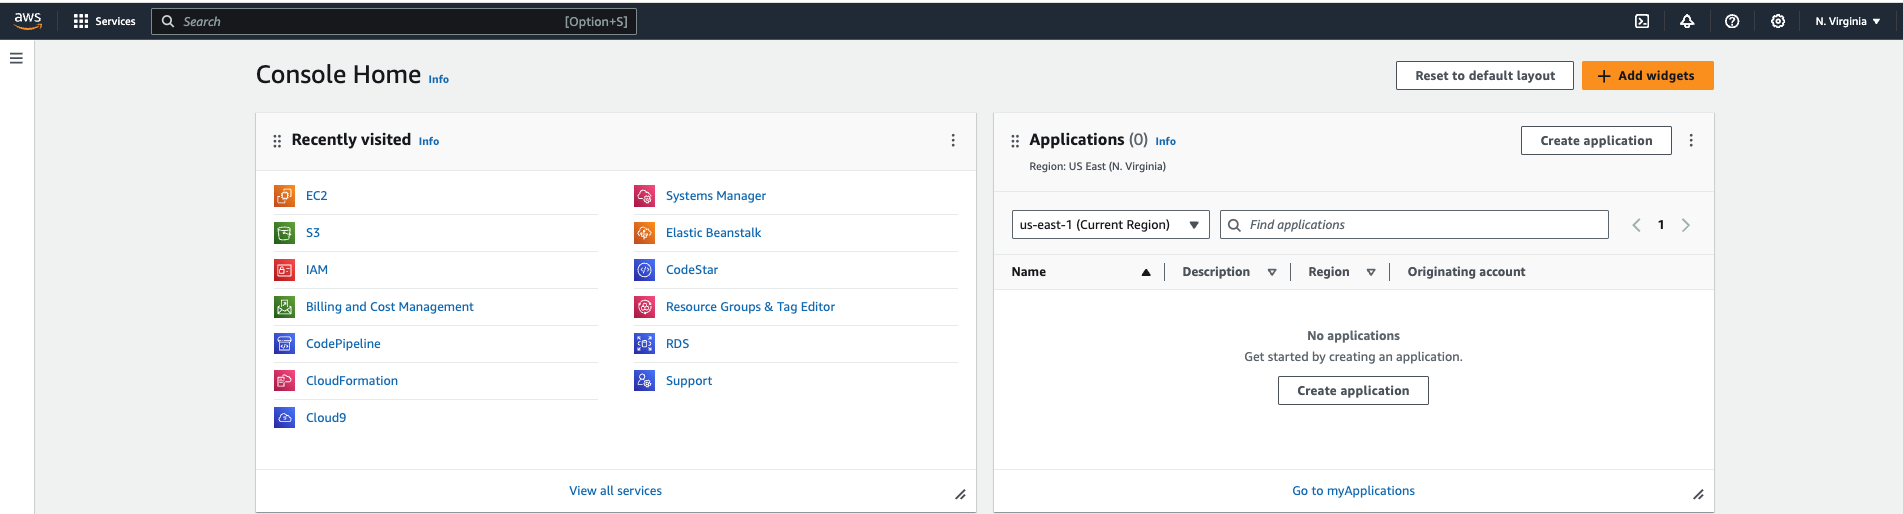 aws
Services
Search
[Option+S]
N. Virginia
Console Home Info
Reset to default layout
Add widgets
Recently visited Info
EC2
S3
IAM
Billing and Cost Management
CodePipeline
CloudFormation
Cloud9
Systems Manager
Elastic Beanstalk
CodeStar
Resource Groups & Tag Editor
RDS
Support
View all services
Applications (0) Info
Region: US East (N. Virginia)
Create application
us-east-1 (Current Region)
Find applications
1
Name
Description
Region
Originating account
No applications
Get started by creating an application.
Create application
Go to myApplications